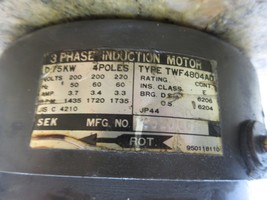 3 PHASE INDUCTION MOTOR
0.75KW 4POLES TYPE TWF4804AD
VOLTS 200 200 220 RATING CONT
Hz 50 60 60 INS. CLASS E
AMP. 3.7 3.4 3.3 BRG. D.E 6206
1435 1720 1735 0.5 6204
JIS C 4210 JP44
SEK MFG. NO
ROT.
950118110